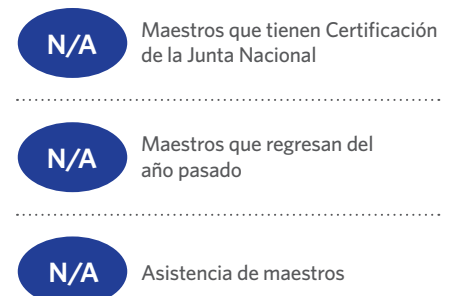 N/A
Maestros que tienen Certificación
de la Junta Nacional
N/A
Maestros que regresan del
año pasado
N/A
Asistencia de maestros